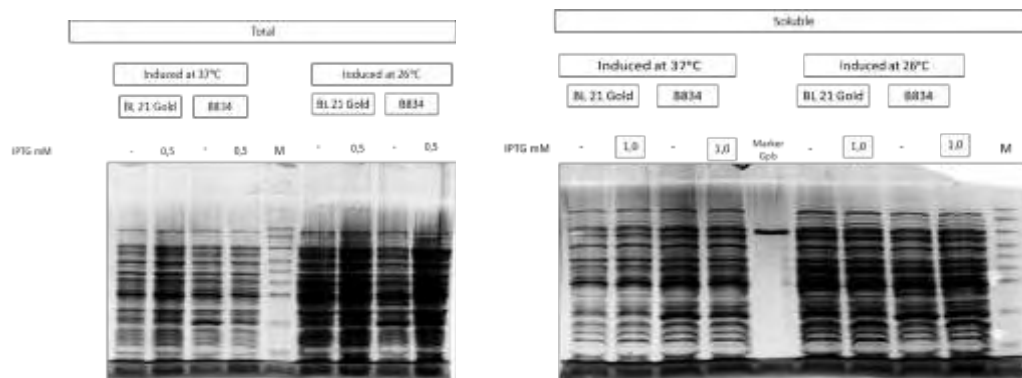 Total
Induced at 37°C
Induced at 26°C
BL 21 Gold
B834
BL 21 Gold
B834
IPTG mM
-
0,5
-
0,5
M
-
0,5
-
0,5
Soluble
Induced at 37°C
Induced at 26°C
BL 21 Gold
B834
BL 21 Gold
B834
IPTG mM
-
1,0
-
1,0
Marker
-
1,0
-
1,0
M